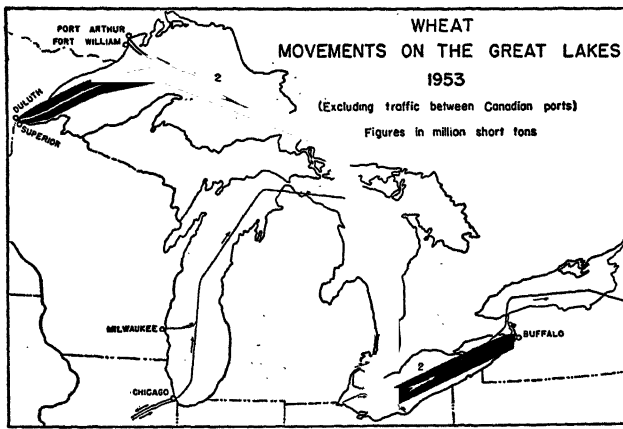 WHEAT
MOVEMENTS ON THE GREAT LAKES
1953
(Excluding traffic between Canadian ports)
Figures in million short tons
PORT ARTHUR
FORT WILLIAM
2
DULUTH
SUPERIOR
MILWAUKEE
BUFFALO
2
CHICAGO